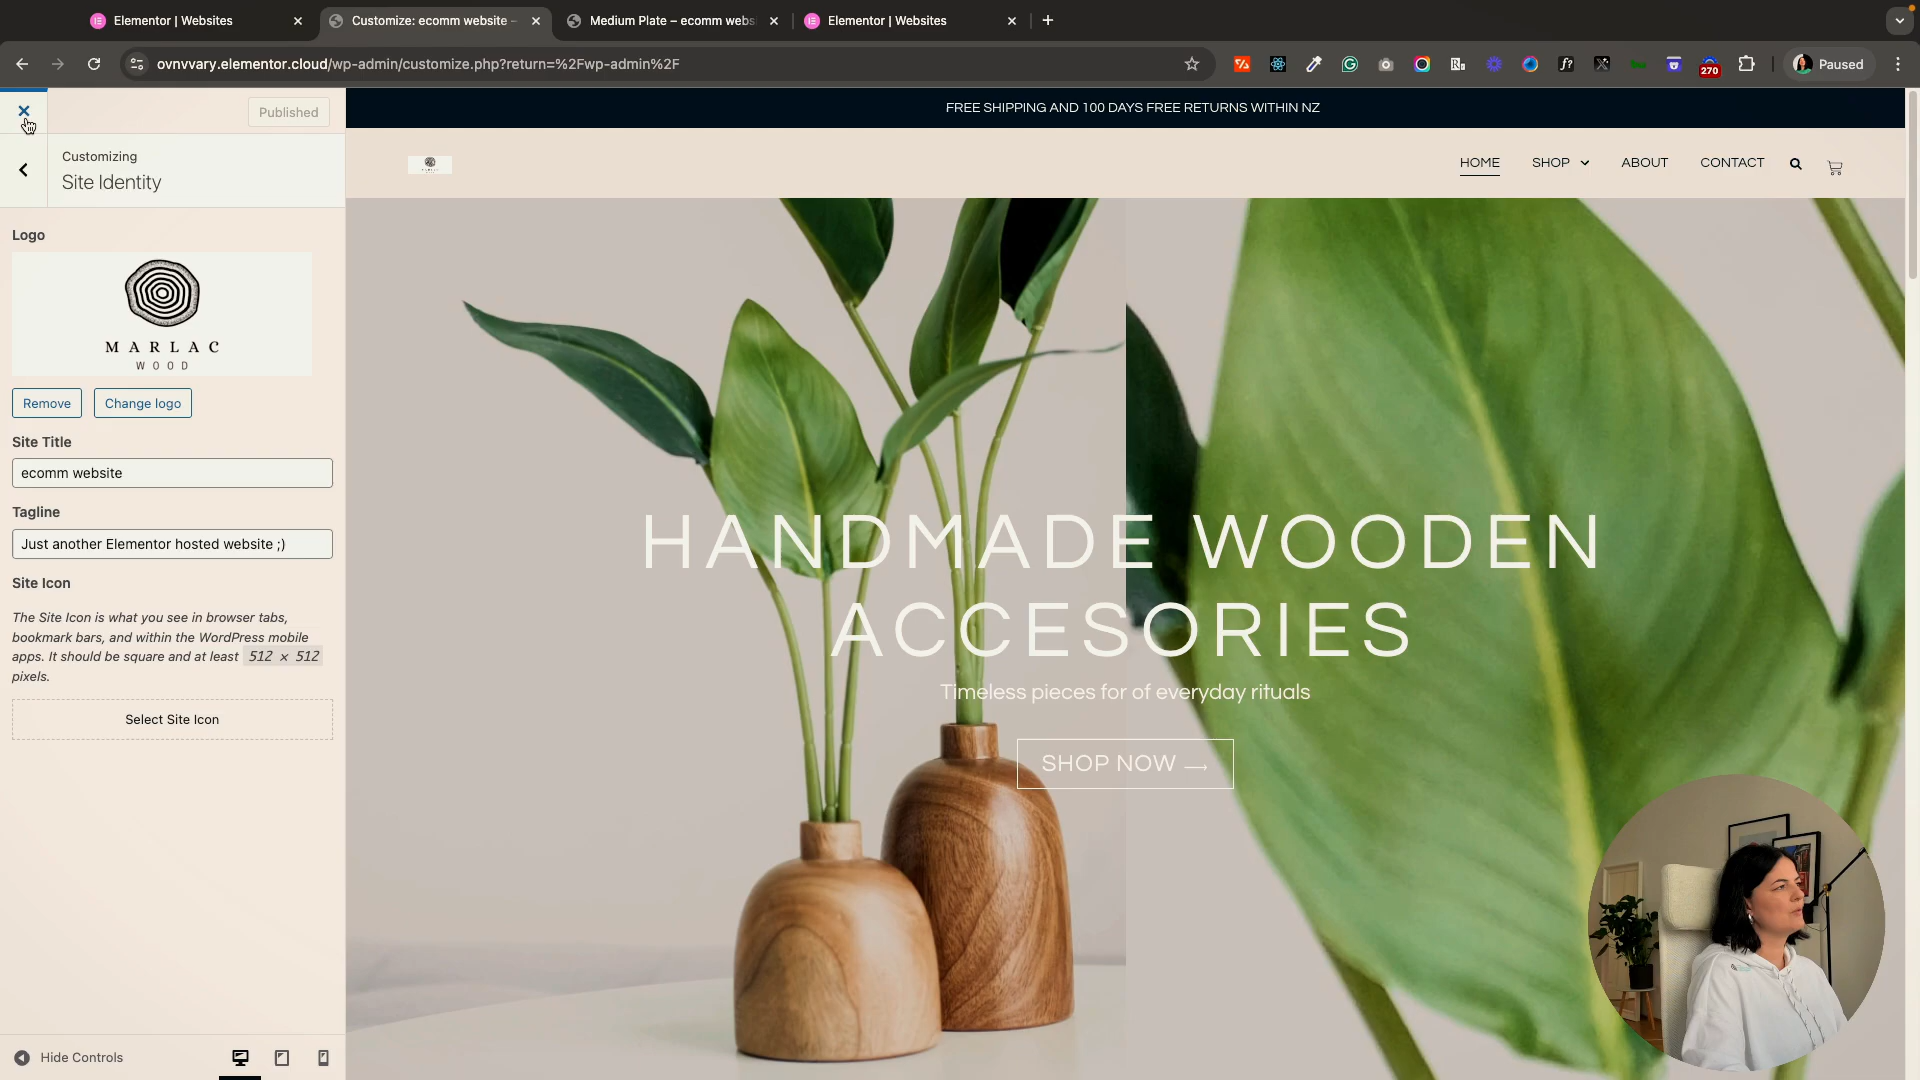 Elementor | Websites
Customize: ecomm website –
Medium Plate – ecomm webs
Elementor | Websites
ovnvvary.elementor.cloud/wp-admin/customize.php?return=%2Fwp-admin%2F
270
Paused
Published
Customizing
Site Identity
Logo
MARLAC
WOOD
Remove
Change logo
Site Title
ecomm website
Tagline
Just another Elementor hosted website ;)
Site Icon
The Site Icon is what you see in browser tabs,
bookmark bars, and within the WordPress mobile
apps. It should be square and at least 512 × 512
pixels.
Select Site Icon
Hide Controls
FREE SHIPPING AND 100 DAYS FREE RETURNS WITHIN NZ
HOME
SHOP
ABOUT
CONTACT
HANDMADE WOODEN
ACCESORIES
Timeless pieces for of everyday rituals
SHOP NOW →